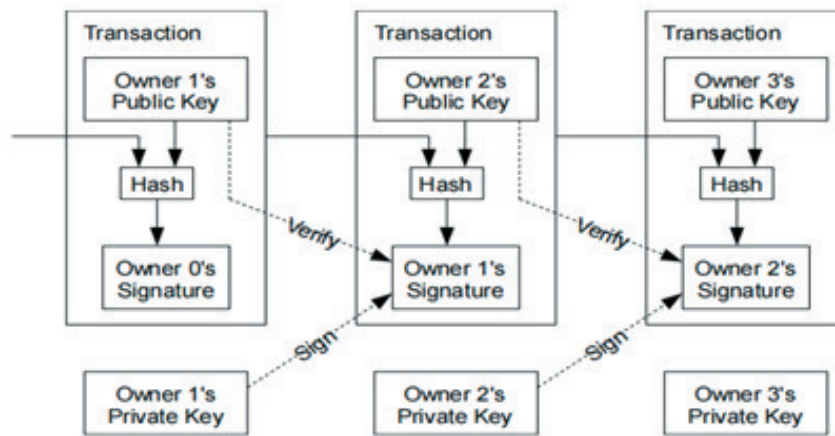 Transaction
Transaction
Transaction
Owner 1's
Public Key
Owner 2's
Public Key
Owner 3's
Public Key
Hash
Hash
Hash
Verify
Verify
Owner 0's
Signature
Owner 1's
Signature
Owner 2's
Signature
Sign
Sign
Owner 1's
Private Key
Owner 2's
Private Key
Owner 3's
Private Key